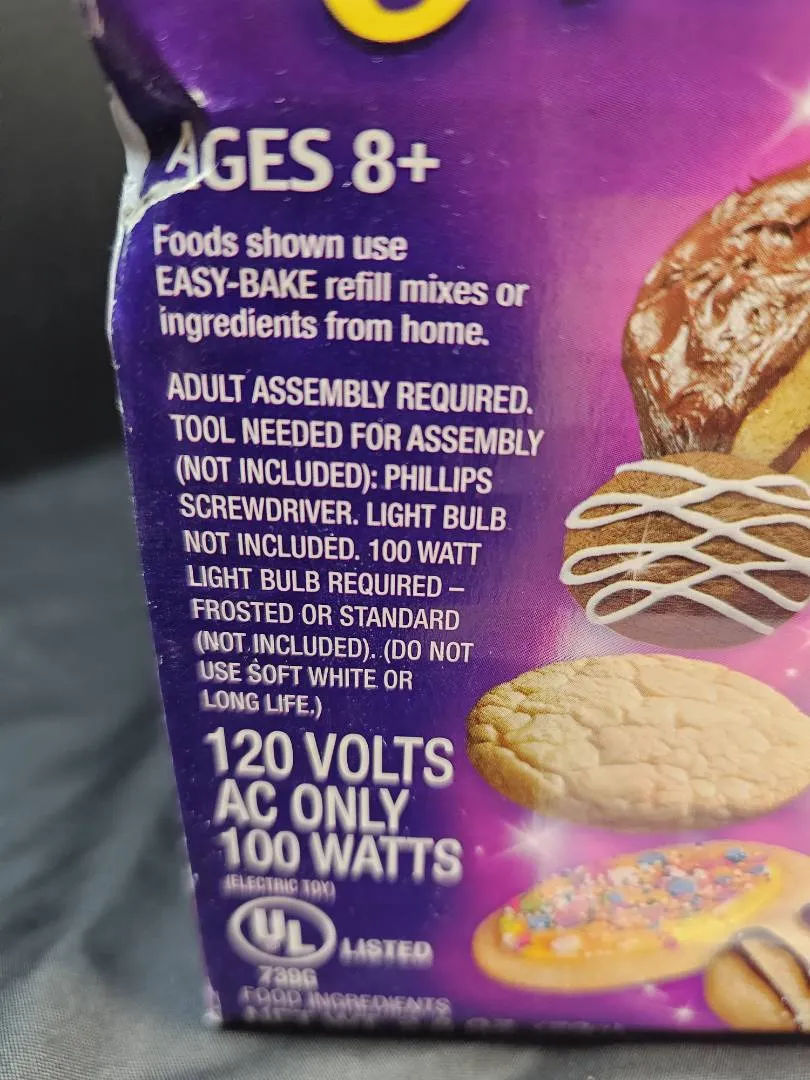 AGES 8+
Foods shown use
EASY-BAKE refill mixes or
ingredients from home.
ADULT ASSEMBLY REQUIRED.
TOOL NEEDED FOR ASSEMBLY
(NOT INCLUDED): PHILLIPS
SCREWDRIVER. LIGHT BULB
NOT INCLUDED. 100 WATT
LIGHT BULB REQUIRED –
FROSTED OR STANDARD
(NOT INCLUDED). (DO NOT
USE SOFT WHITE OR
LONG LIFE.)
120 VOLTS
AC ONLY
100 WATTS
(ELECTRIC TOY)
UL LISTED
739G
FOOD INGREDIENTS